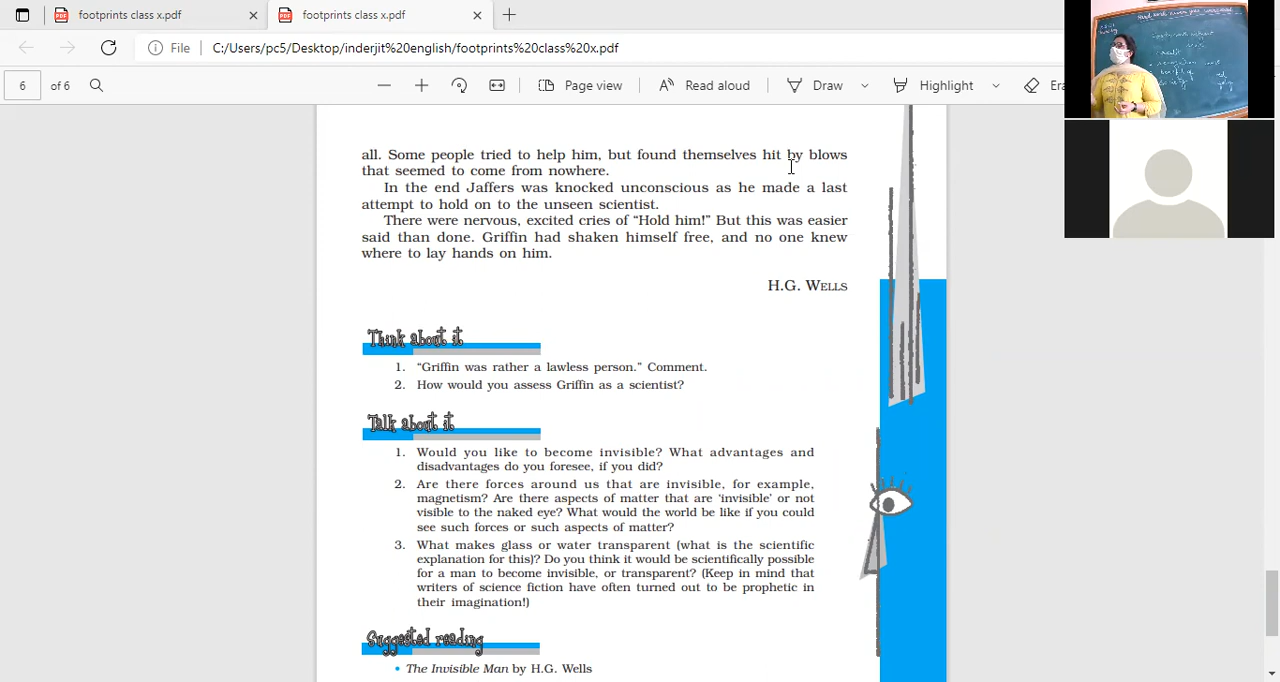 footprints class x.pdf
footprints class x.pdf
File C:/Users/pc5/Desktop/inderjit%20english/footprints%20class%20x.pdf
6 of 6 Page view Read aloud Draw Highlight Era
all. Some people tried to help him, but found themselves hit by blows
that seemed to come from nowhere.
In the end Jaffers was knocked unconscious as he made a last
attempt to hold on to the unseen scientist.
There were nervous, excited cries of “Hold him!” But this was easier
said than done. Griffin had shaken himself free, and no one knew
where to lay hands on him.
H.G. WELLS
Think about it
1. “Griffin was rather a lawless person.” Comment.
2. How would you assess Griffin as a scientist?
Talk about it
1. Would you like to become invisible? What advantages and
disadvantages do you foresee, if you did?
2. Are there forces around us that are invisible, for example,
magnetism? Are there aspects of matter that are ‘invisible’ or not
visible to the naked eye? What would the world be like if you could
see such forces or such aspects of matter?
3. What makes glass or water transparent (what is the scientific
explanation for this)? Do you think it would be scientifically possible
for a man to become invisible, or transparent? (Keep in mind that
writers of science fiction have often turned out to be prophetic in
their imagination!)
Suggested reading
• The Invisible Man by H.G. Wells